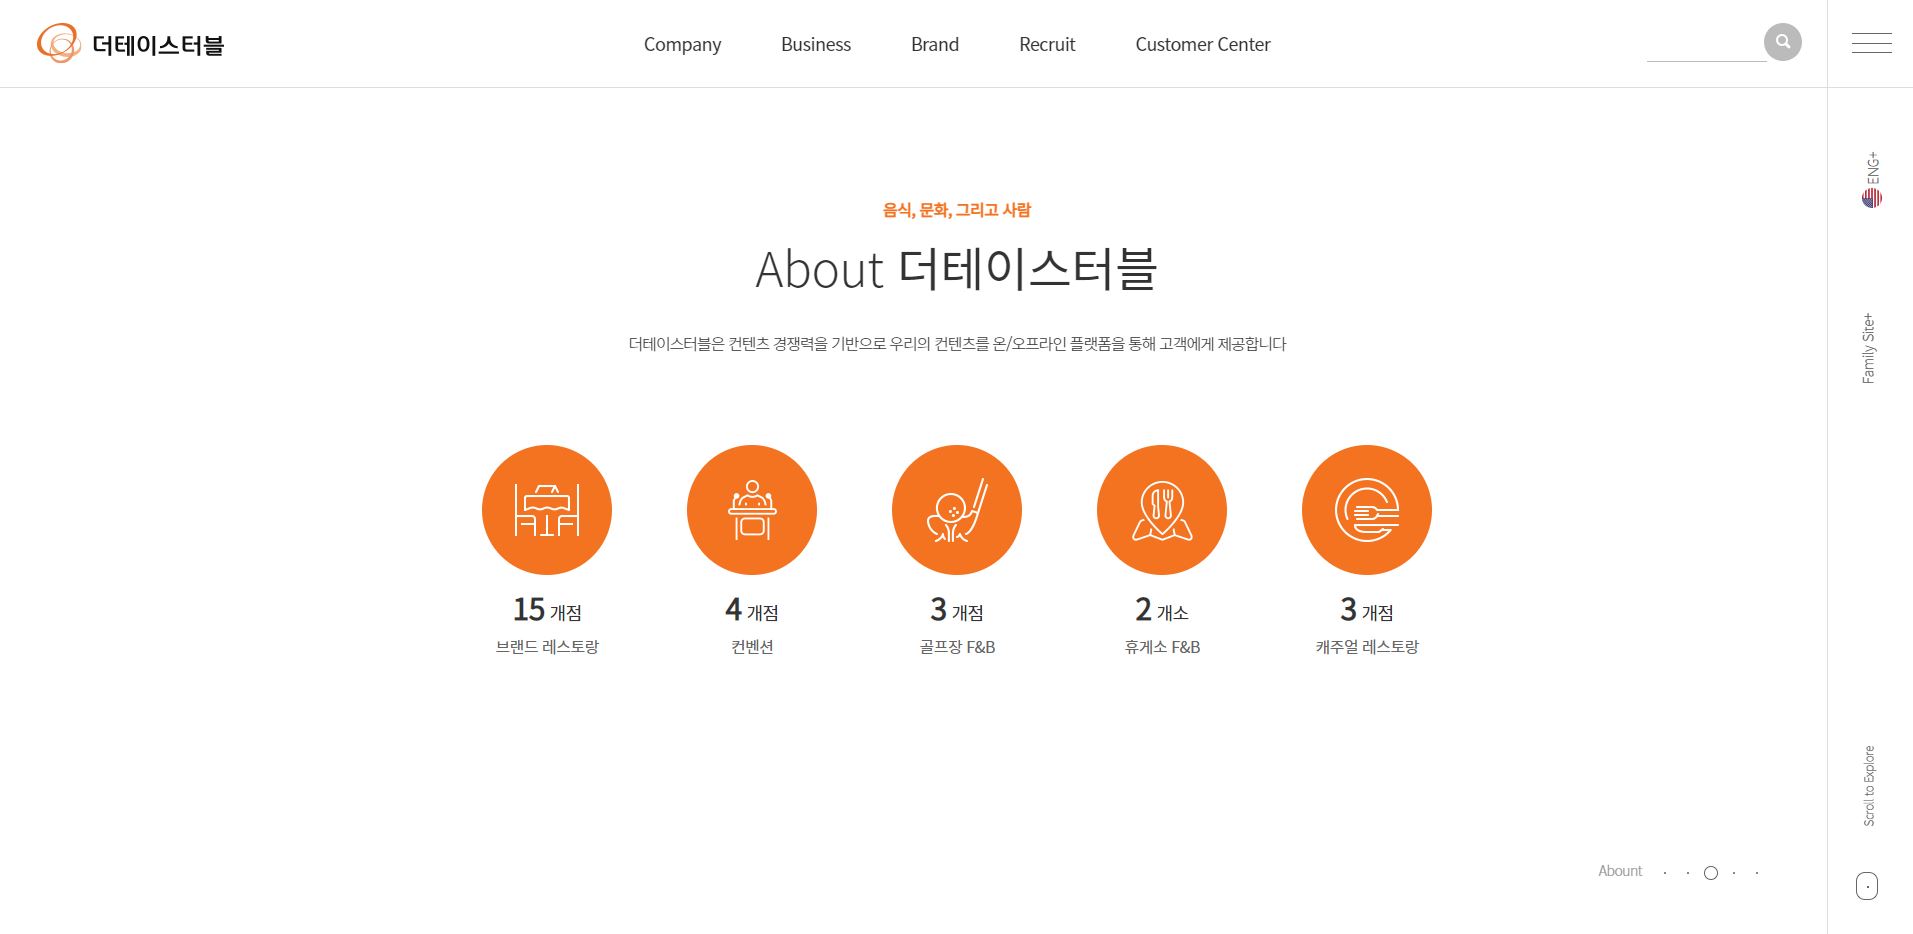 더테이스터블
Company Business Brand Recruit Customer Center
ENG+
Family Site+
음식, 문화, 그리고 사람
About 더테이스터블
더테이스터블은 컨텐츠 경쟁력을 기반으로 우리의 컨텐츠를 온/오프라인 플랫폼을 통해 고객에게 제공합니다
15 개점 4 개점 3 개점 2 개소 3 개점
브랜드 레스토랑 컨벤션 골프장 F&B 휴게소 F&B 캐주얼 레스토랑
Scroll to Explore
Abount